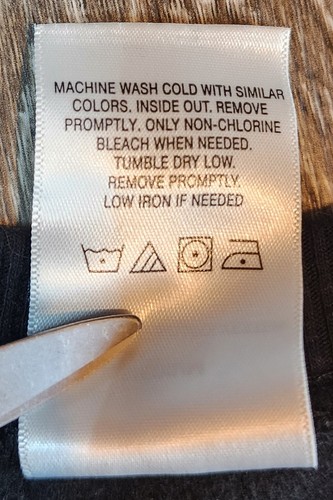 MACHINE WASH COLD WITH SIMILAR
COLORS. INSIDE OUT. REMOVE
PROMPTLY. ONLY NON-CHLORINE
BLEACH WHEN NEEDED.
TUMBLE DRY LOW.
REMOVE PROMPTLY.
LOW IRON IF NEEDED